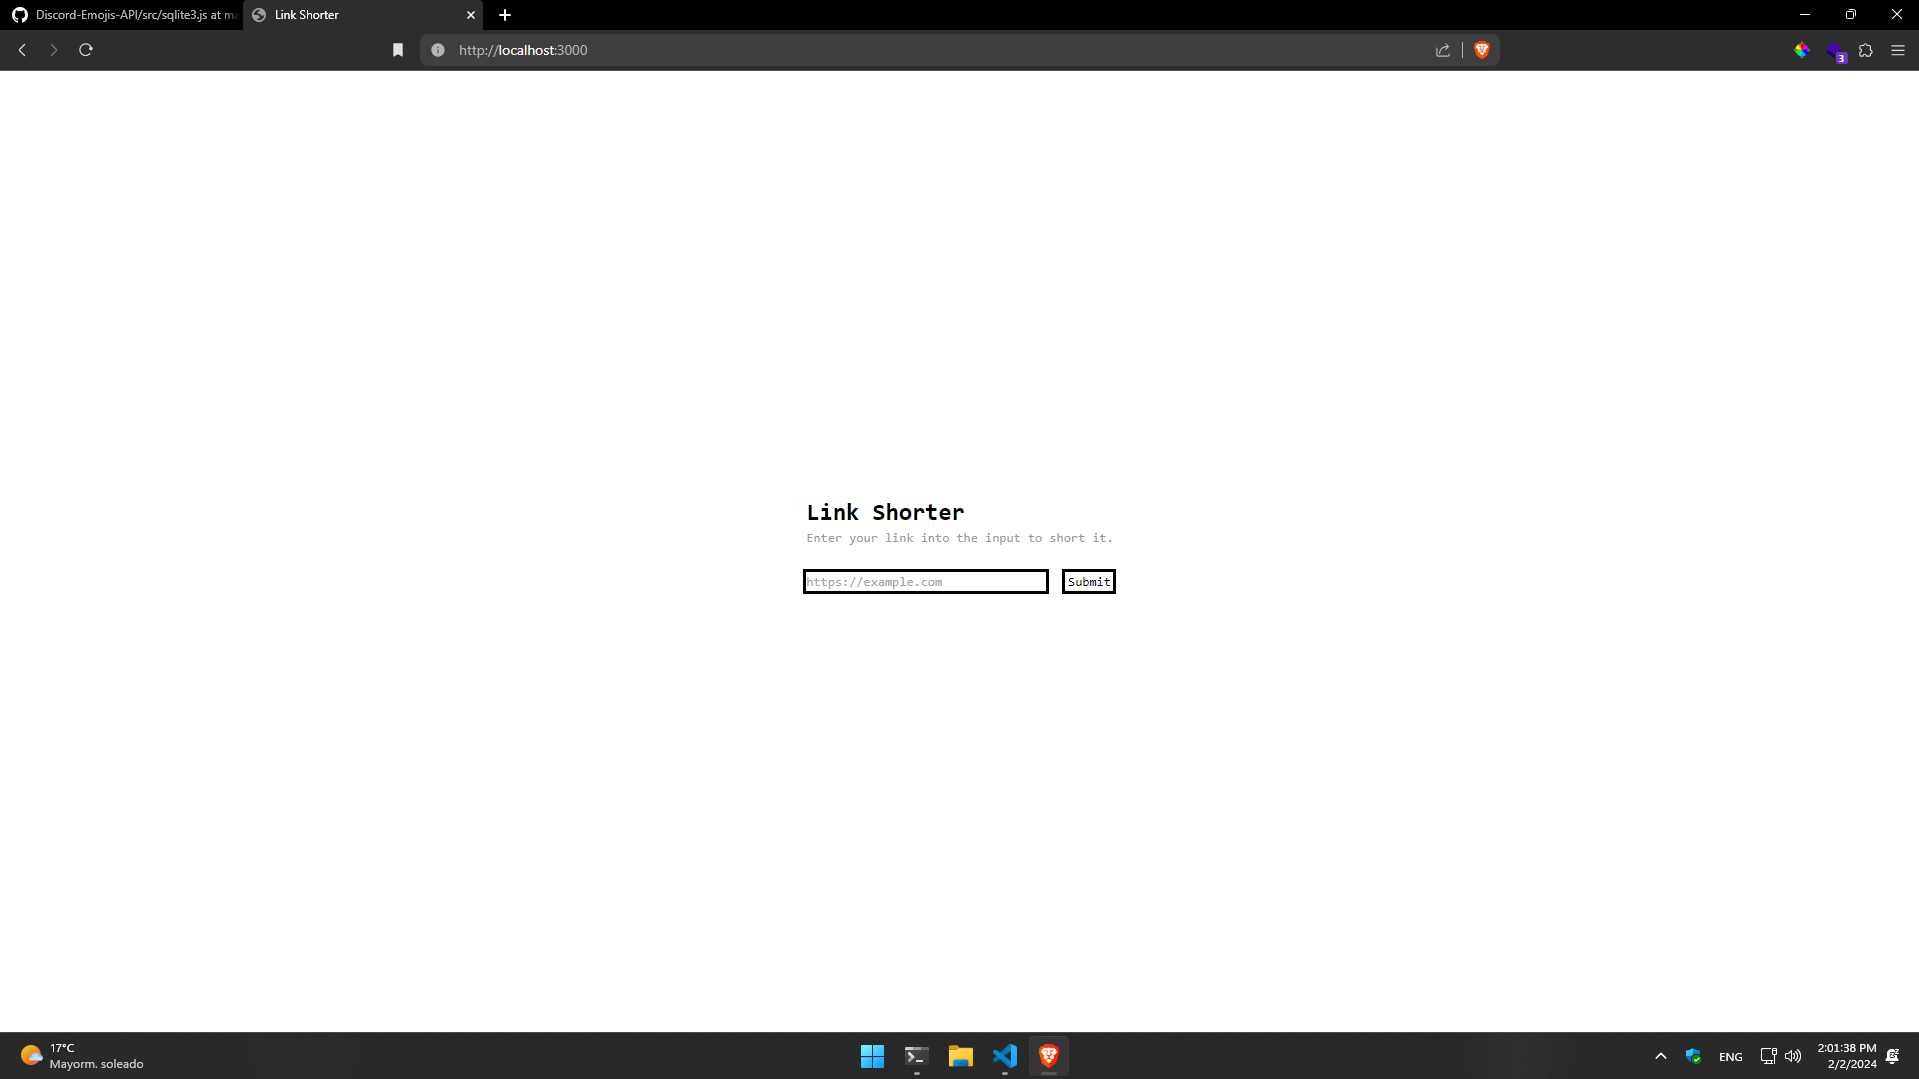 Discord-Emojis-API/src/sqlite3.js at ma
Link Shorter
http://localhost:3000
3
Link Shorter
Enter your link into the input to short it.
https://example.com
Submit
17°C
Mayorm. soleado
ENG
2:01:38 PM
2/2/2024